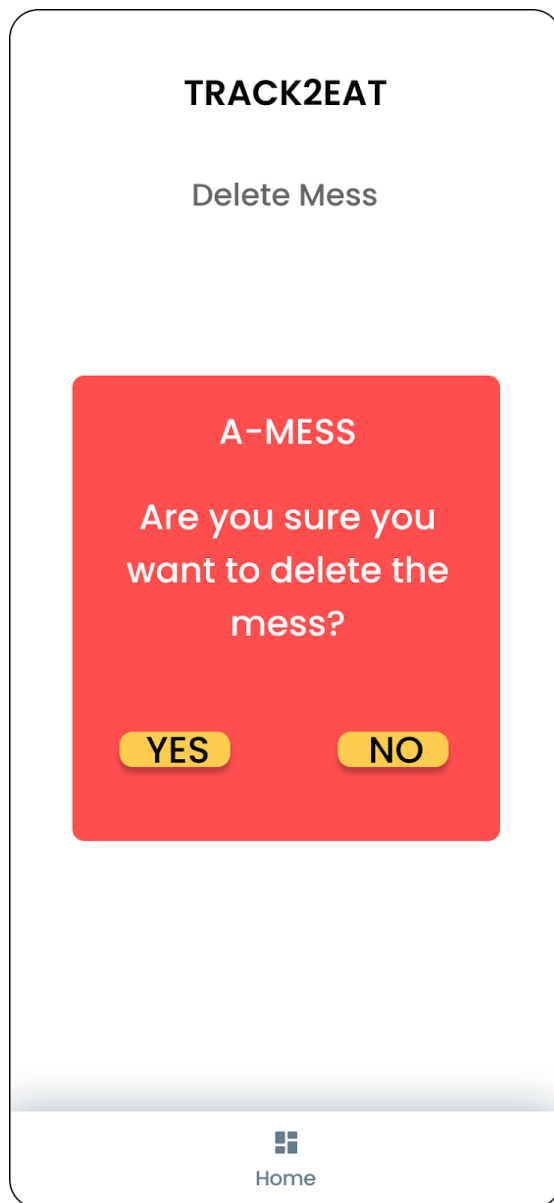 TRACK2EAT
Delete Mess
A-MESS
Are you sure you
want to delete the
mess?
YES
NO
Home